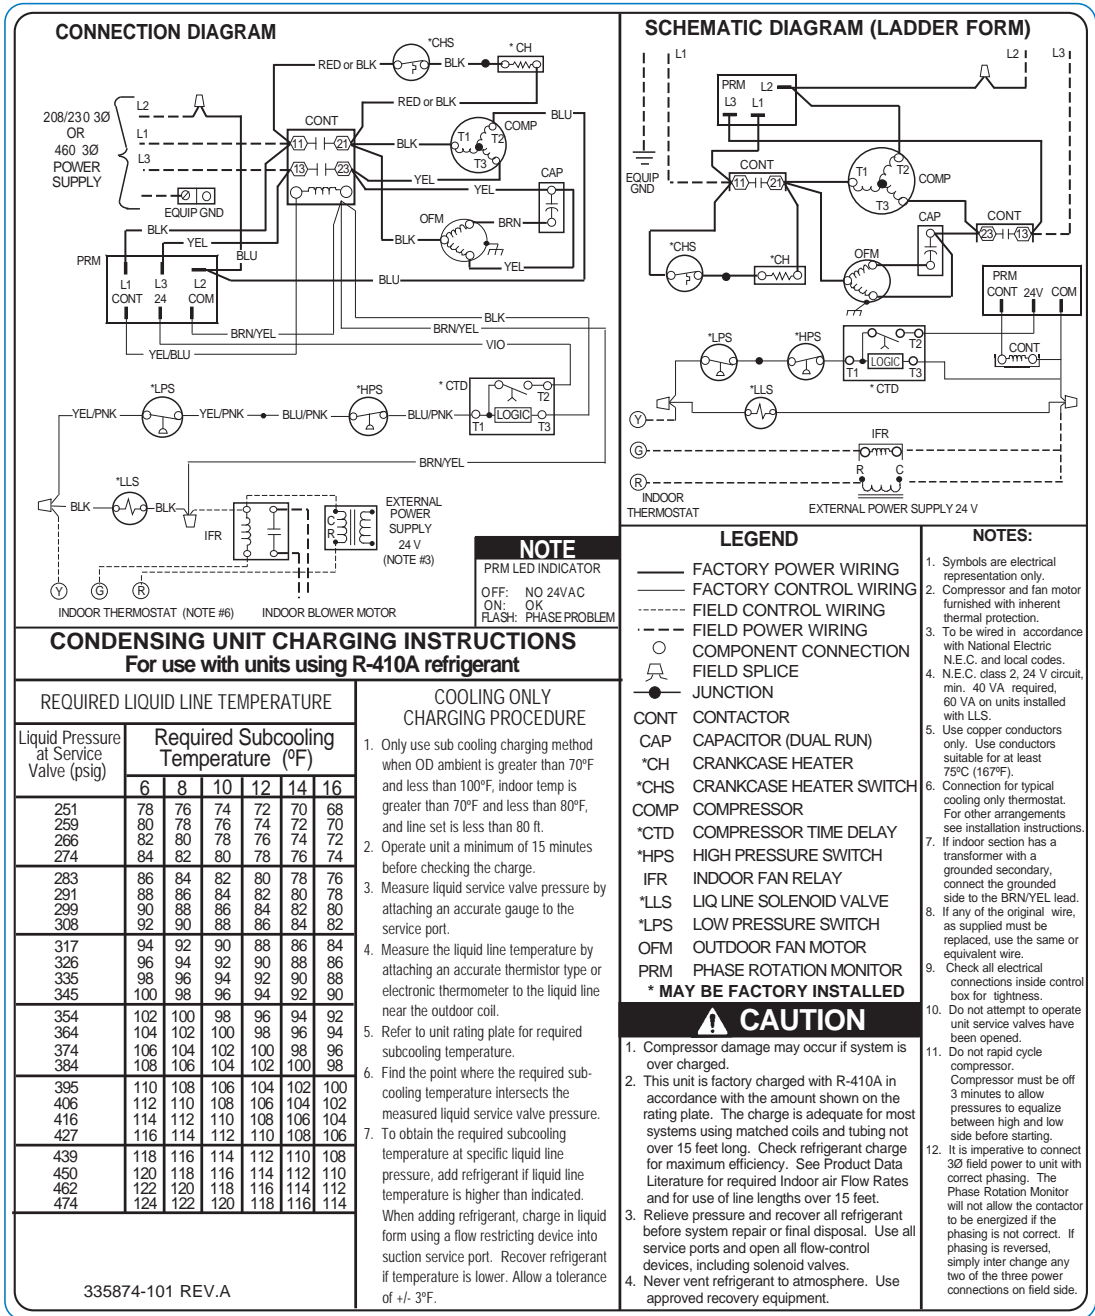 CONNECTION DIAGRAM
*CHS
* CH
RED or BLK
BLK
RED or BLK
BLU
208/230 3Ø
OR
460 3Ø
POWER
SUPPLY
L2
L1
L3
EQUIP GND
CONT
11
21
13
23
BLK
T1
T2
T3
COMP
YEL
YEL
CAP
OFM
BRN
BLK
YEL
BLK
YEL
BLU
BLU
PRM
L1
L3
L2
CONT
24
COM
BLK
BRN/YEL
BRN/YEL
VIO
YEL/BLU
*LPS
*HPS
* CTD
YEL/PNK
YEL/PNK
BLU/PNK
BLU/PNK
T2
LOGIC
T1
T3
BRN/YEL
*LLS
BLK
BLK
IFR
C
R
EXTERNAL
POWER
SUPPLY
24 V
(NOTE #3)
Y
G
R
INDOOR THERMOSTAT (NOTE #6)
INDOOR BLOWER MOTOR
NOTE
PRM LED INDICATOR
OFF: NO 24VAC
ON: OK
FLASH: PHASE PROBLEM
SCHEMATIC DIAGRAM (LADDER FORM)
L1
L2
L3
PRM
L2
L3
L1
EQUIP
GND
CONT
11
21
T1
T2
T3
COMP
CAP
CONT
23
13
*CHS
*CH
OFM
PRM
CONT 24V COM
*LPS
*HPS
T2
LOGIC
T1
T3
* CTD
CONT
*LLS
Y
G
R
IFR
R
C
INDOOR
THERMOSTAT
EXTERNAL POWER SUPPLY 24 V
CONDENSING UNIT CHARGING INSTRUCTIONS
For use with units using R-410A refrigerant
REQUIRED LIQUID LINE TEMPERATURE
Liquid Pressure
at Service
Valve (psig)
Required Subcooling
Temperature (ºF)
6 8 10 12 14 16
251 78 76 74 72 70 68
259 80 78 76 74 72 70
266 82 80 78 76 74 72
274 84 82 80 78 76 74
283 86 84 82 80 78 76
291 88 86 84 82 80 78
299 90 88 86 84 82 80
308 92 90 88 86 84 82
317 94 92 90 88 86 84
326 96 94 92 90 88 86
335 98 96 94 92 90 88
345 100 98 96 94 92 90
354 102 100 98 96 94 92
364 104 102 100 98 96 94
374 106 104 102 100 98 96
384 108 106 104 102 100 98
395 110 108 106 104 102 100
406 112 110 108 106 104 102
416 114 112 110 108 106 104
427 116 114 112 110 108 106
439 118 116 114 112 110 108
450 120 118 116 114 112 110
462 122 120 118 116 114 112
474 124 122 120 118 116 114
335874-101 REV.A
COOLING ONLY
CHARGING PROCEDURE
1. Only use sub cooling charging method
when OD ambient is greater than 70ºF
and less than 100ºF, indoor temp is
greater than 70ºF and less than 80ºF,
and line set is less than 80 ft.
2. Operate unit a minimum of 15 minutes
before checking the charge.
3. Measure liquid service valve pressure by
attaching an accurate gauge to the
service port.
4. Measure the liquid line temperature by
attaching an accurate thermistor type or
electronic thermometer to the liquid line
near the outdoor coil.
5. Refer to unit rating plate for required
subcooling temperature.
6. Find the point where the required sub-
cooling temperature intersects the
measured liquid service valve pressure.
7. To obtain the required subcooling
temperature at specific liquid line
pressure, add refrigerant if liquid line
temperature is higher than indicated.
When adding refrigerant, charge in liquid
form using a flow restricting device into
suction service port. Recover refrigerant
if temperature is lower. Allow a tolerance
of +/- 3ºF.
LEGEND
FACTORY POWER WIRING
FACTORY CONTROL WIRING
FIELD CONTROL WIRING
FIELD POWER WIRING
COMPONENT CONNECTION
FIELD SPLICE
JUNCTION
CONT CONTACTOR
CAP CAPACITOR (DUAL RUN)
*CH CRANKCASE HEATER
*CHS CRANKCASE HEATER SWITCH
COMP COMPRESSOR
*CTD COMPRESSOR TIME DELAY
*HPS HIGH PRESSURE SWITCH
IFR INDOOR FAN RELAY
*LLS LIQ LINE SOLENOID VALVE
*LPS LOW PRESSURE SWITCH
OFM OUTDOOR FAN MOTOR
PRM PHASE ROTATION MONITOR
* MAY BE FACTORY INSTALLED
CAUTION
1. Compressor damage may occur if system is
over charged.
2. This unit is factory charged with R-410A in
accordance with the amount shown on the
rating plate. The charge is adequate for most
systems using matched coils and tubing not
over 15 feet long. Check refrigerant charge
for maximum efficiency. See Product Data
Literature for required Indoor air Flow Rates
and for use of line lengths over 15 feet.
3. Relieve pressure and recover all refrigerant
before system repair or final disposal. Use all
service ports and open all flow-control
devices, including solenoid valves.
4. Never vent refrigerant to atmosphere. Use
approved recovery equipment.
NOTES:
1. Symbols are electrical
representation only.
2. Compressor and fan motor
furnished with inherent
thermal protection.
3. To be wired in accordance
with National Electric
N.E.C. and local codes.
4. N.E.C. class 2, 24 V circuit,
min. 40 VA required,
60 VA on units installed
with LLS.
5. Use copper conductors
only. Use conductors
suitable for at least
75ºC (167ºF).
6. Connection for typical
cooling only thermostat.
For other arrangements
see installation instructions.
7. If indoor section has a
transformer with a
grounded secondary,
connect the grounded
side to the BRN/YEL lead.
8. If any of the original wire,
as supplied must be
replaced, use the same or
equivalent wire.
9. Check all electrical
connections inside control
box for tightness.
10. Do not attempt to operate
unit service valves have
been opened.
11. Do not rapid cycle
compressor.
Compressor must be off
3 minutes to allow
pressures to equalize
between high and low
side before starting.
12. It is imperative to connect
3Ø field power to unit with
correct phasing. The
Phase Rotation Monitor
will not allow the contactor
to be energized if the
phasing is not correct. If
phasing is reversed,
simply inter change any
two of the three power
connections on field side.